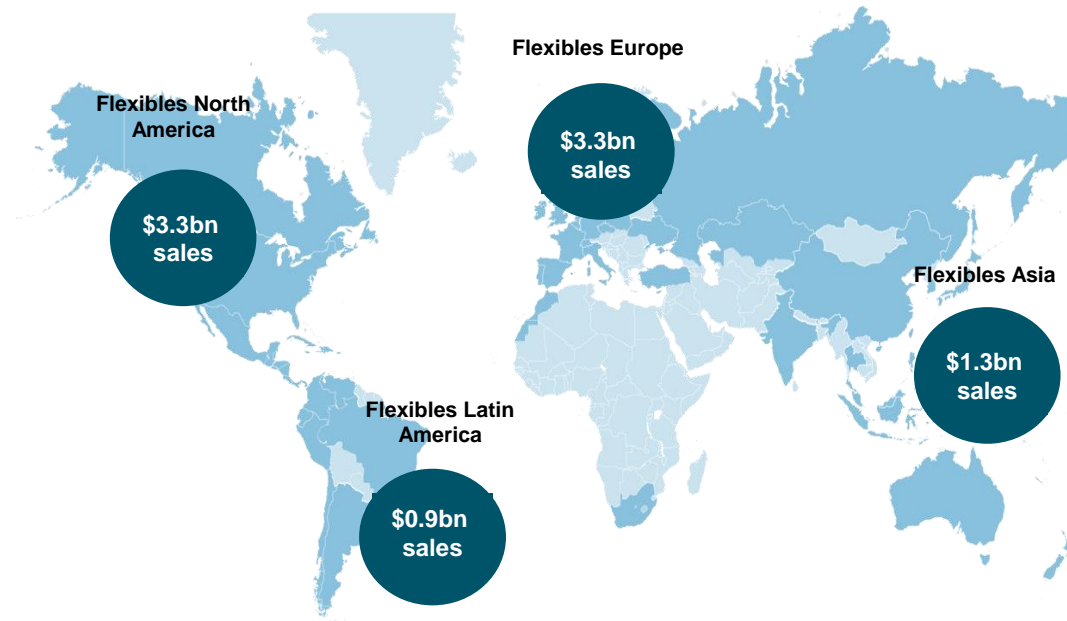 Flexibles Europe
$3.3bn
sales
Flexibles North
America
$3.3bn
sales
Flexibles Asia
$1.3bn
sales
Flexibles Latin
America
$0.9bn
sales